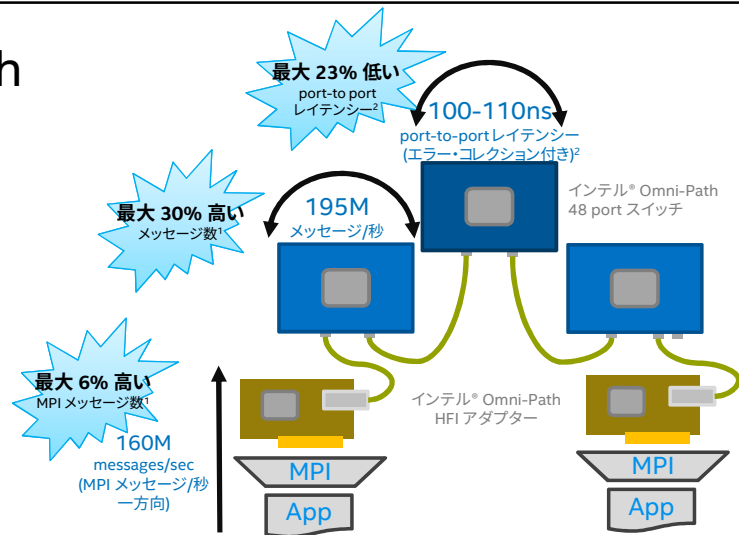 h
最大 23% 低い
port-to port
レイテンシー²
100-110ns
port-to-portレイテンシー
(エラー・コレクション付き)²
インテル® Omni-Path
48 port スイッチ
最大 30% 高い
メッセージ数¹
195M
メッセージ/秒
最大 6% 高い
MPI メッセージ数¹
160M
messages/sec
(MPI メッセージ/秒
一方向)
インテル® Omni-Path
HFI アダプター
MPI
App
MPI
App